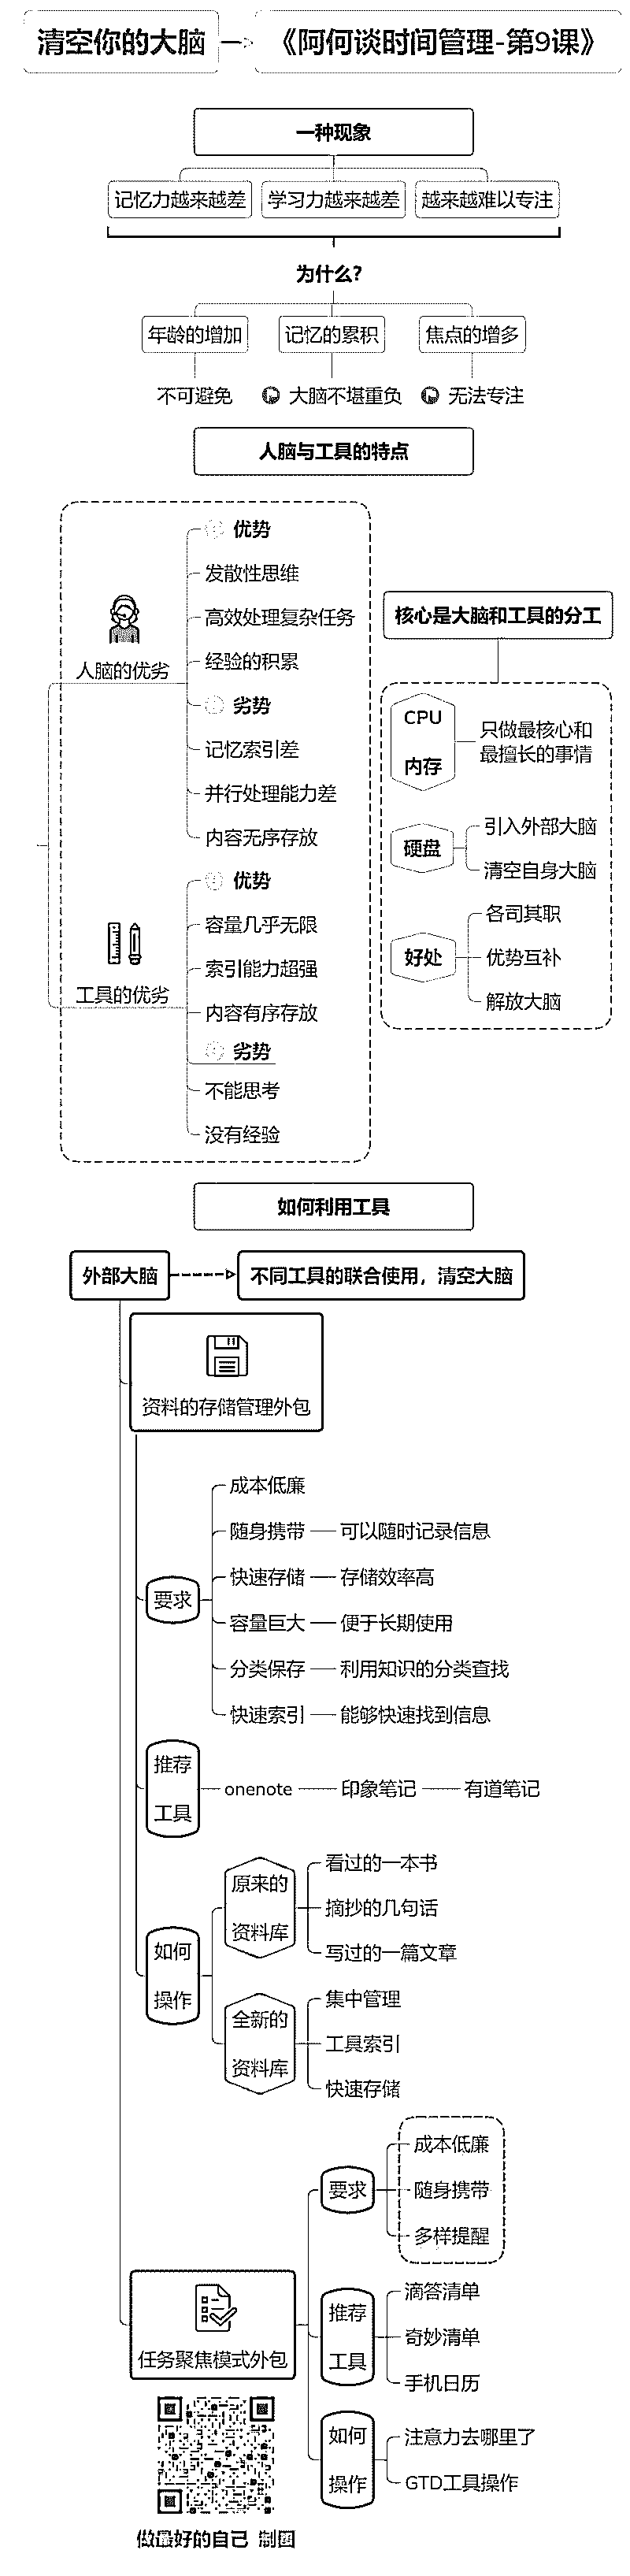 清空你的大脑
《阿何谈时间管理-第9课》
一种现象
记忆力越来越差
学习力越来越差
越来越难以专注
为什么?
年龄的增加
记忆的累积
焦点的增多
不可避免
大脑不堪重负
无法专注
人脑与工具的特点
人脑的优劣
优势
发散性思维
高效处理复杂任务
经验的积累
劣势
记忆索引差
并行处理能力差
内容无序存放
工具的优劣
优势
容量几乎无限
索引能力超强
内容有序存放
劣势
不能思考
没有经验
核心是大脑和工具的分工
CPU
内存
只做最核心和
最擅长的事情
硬盘
引入外部大脑
清空自身大脑
好处
各司其职
优势互补
解放大脑
如何利用工具
外部大脑
不同工具的联合使用，清空大脑
资料的存储管理外包
要求
成本低廉
随身携带
可以随时记录信息
快速存储
存储效率高
容量巨大
便于长期使用
分类保存
利用知识的分类查找
快速索引
能够快速找到信息
推荐
工具
onenote
印象笔记
有道笔记
如何
操作
原来的
资料库
看过的一本书
摘抄的几句话
写过的一篇文章
全新的
资料库
集中管理
工具索引
快速存储
任务聚焦模式外包
要求
成本低廉
随身携带
多样提醒
推荐
工具
滴答清单
奇妙清单
手机日历
如何
操作
注意力去哪里了
GTD工具操作
做最好的自己 制图